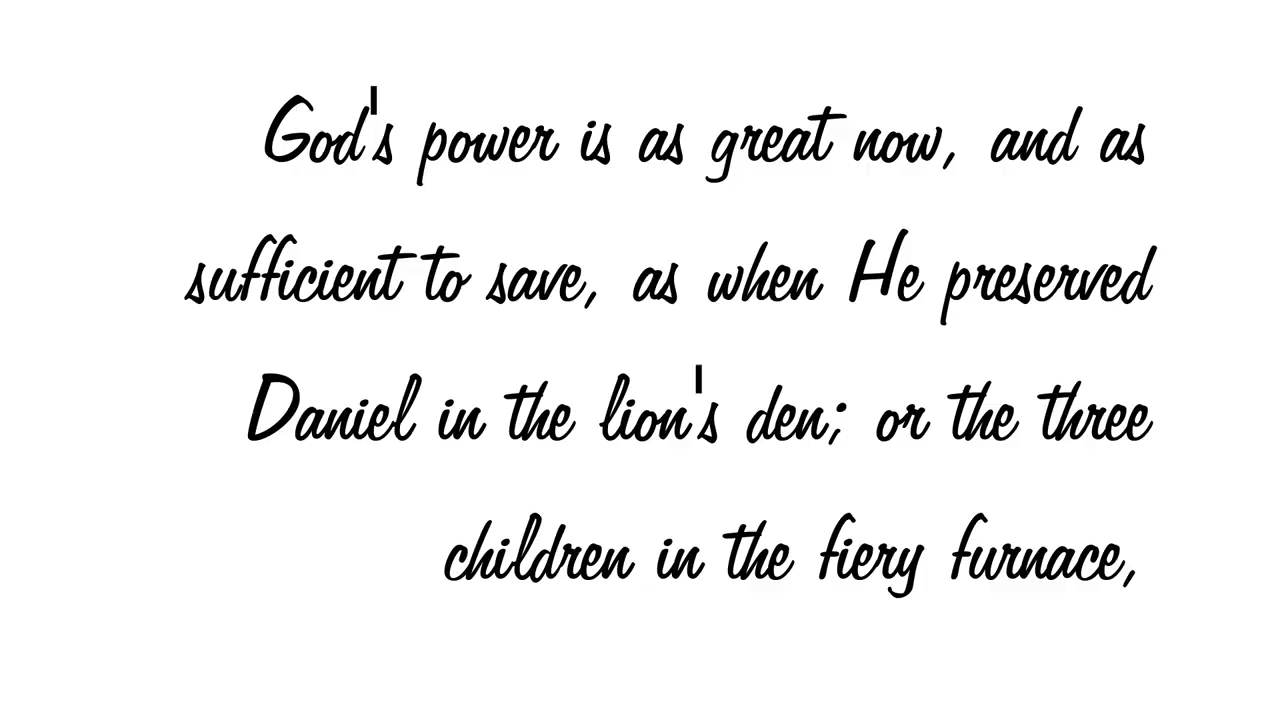 God's power is as great now, and as
sufficient to save, as when He preserved
Daniel in the lion's den; or the three
children in the fiery furnace,